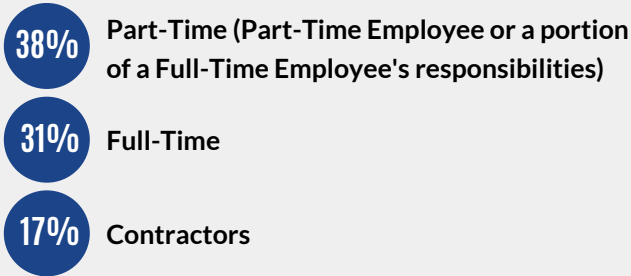 38%
Part-Time (Part-Time Employee or a portion
of a Full-Time Employee's responsibilities)
31%
Full-Time
17%
Contractors